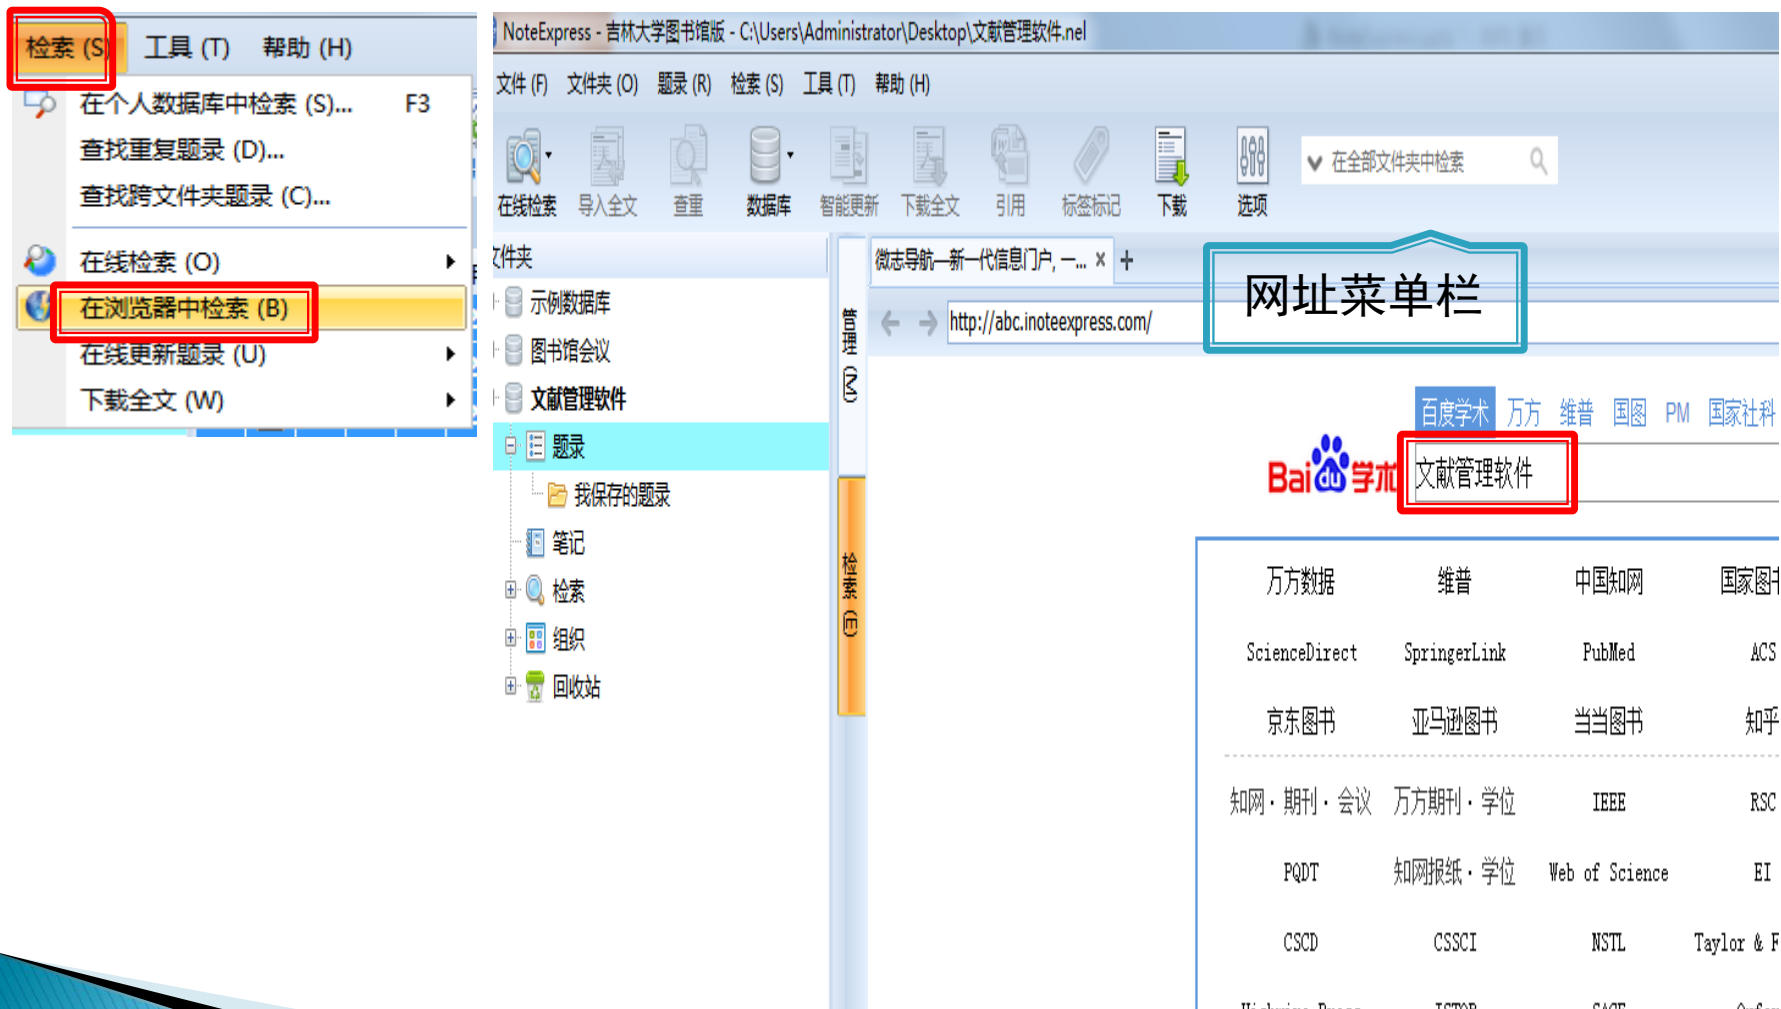 检索 (S) 工具 (T) 帮助 (H)
在个人数据库中检索 (S)... F3
查找重复题录 (D)...
查找跨文件夹题录 (C)...
在线检索 (O)
在浏览器中检索 (B)
在线更新题录 (U)
下载全文 (W)
NoteExpress - 吉林大学图书馆版 - C:\Users\Administrator\Desktop\文献管理软件.nel
文件 (F) 文件夹 (O) 题录 (R) 检索 (S) 工具 (T) 帮助 (H)
在全部文件夹中检索
在线检索 导入全文 查重 数据库 智能更新 下载全文 引用 标签标记 下载 选项
文件夹
示例数据库
图书馆会议
文献管理软件
题录
我保存的题录
笔记
检索
组织
回收站
管理 (M)
检索 (E)
微志导航—新一代信息门户, 一... × +
http://abc.inoteexpress.com/
网址菜单栏
百度学术 万方 维普 国图 PM 国家社科
Bai du 学术 文献管理软件
万方数据 维普 中国知网 国家图书
ScienceDirect SpringerLink PubMed ACS
京东图书 亚马逊图书 当当图书 知乎
知网·期刊·会议 万方期刊·学位 IEEE RSC
PQDT 知网报纸·学位 Web of Science EI
CSCD CSSCI NSTL Taylor & F